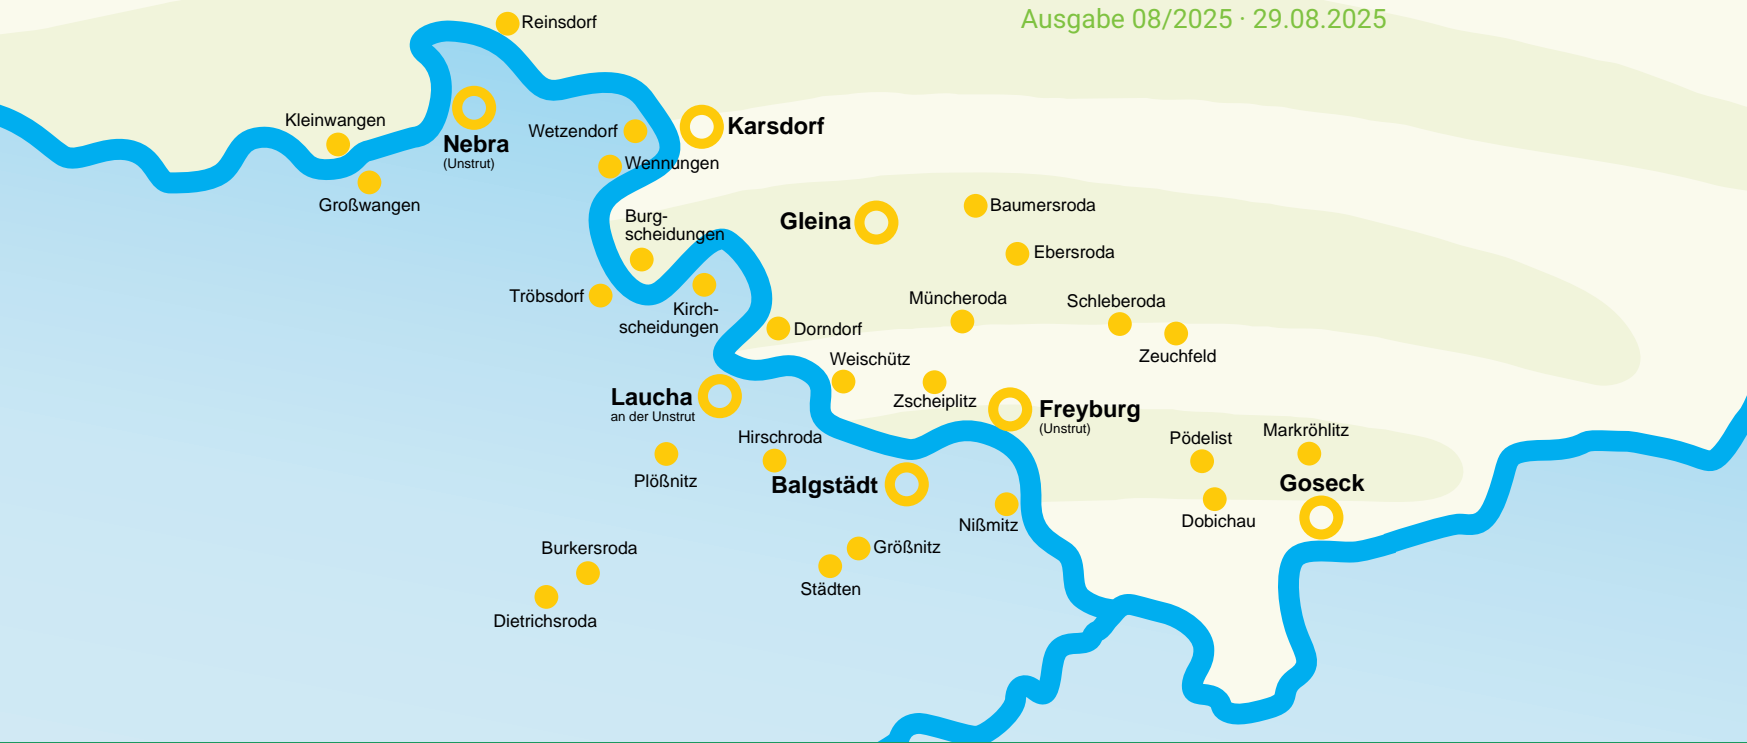 Ausgabe 08/2025 · 29.08.2025
Reinsdorf
Kleinwangen
Nebra
(Unstrut)
Wetzendorf
Karsdorf
Wennungen
Großwangen
Burg-
scheidungen
Gleina
Baumersroda
Ebersroda
Tröbsdorf
Kirch-
scheidungen
Müncheroda
Schleberoda
Dorndorf
Zeuchfeld
Weischütz
Laucha
an der Unstrut
Zscheiplitz
Freyburg
(Unstrut)
Hirschroda
Pödelist
Markröhlitz
Plößnitz
Balgstädt
Goseck
Nißmitz
Dobichau
Burkersroda
Größnitz
Städten
Dietrichsroda